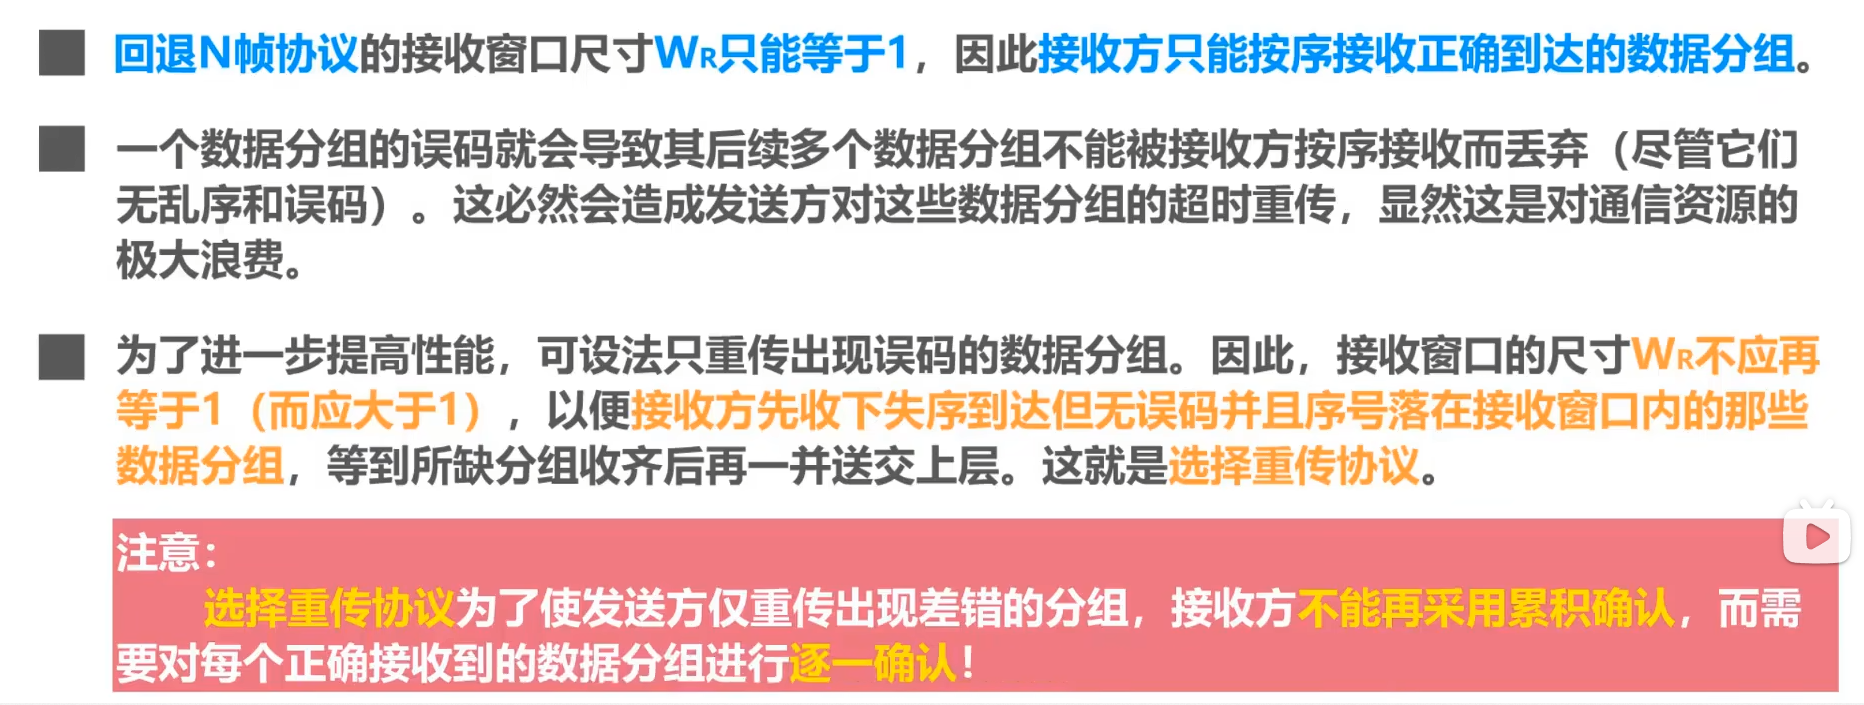 回退N帧协议的接收窗口尺寸WR只能等于1，因此接收方只能按序接收正确到达的数据分组。
一个数据分组的误码就会导致其后续多个数据分组不能被接收方按序接收而丢弃（尽管它们
无乱序和误码）。这必然会造成发送方对这些数据分组的超时重传，显然这是对通信资源的
极大浪费。
为了进一步提高性能，可设法只重传出现误码的数据分组。因此，接收窗口的尺寸WR不应再
等于1（而应大于1），以便接收方先收下失序到达但无误码并且序号落在接收窗口内的那些
数据分组，等到所缺分组收齐后再一并送交上层。这就是选择重传协议。
注意：
选择重传协议为了使发送方仅重传出现差错的分组，接收方不能再采用累积确认，而需
要对每个正确接收到的数据分组进行逐一确认！